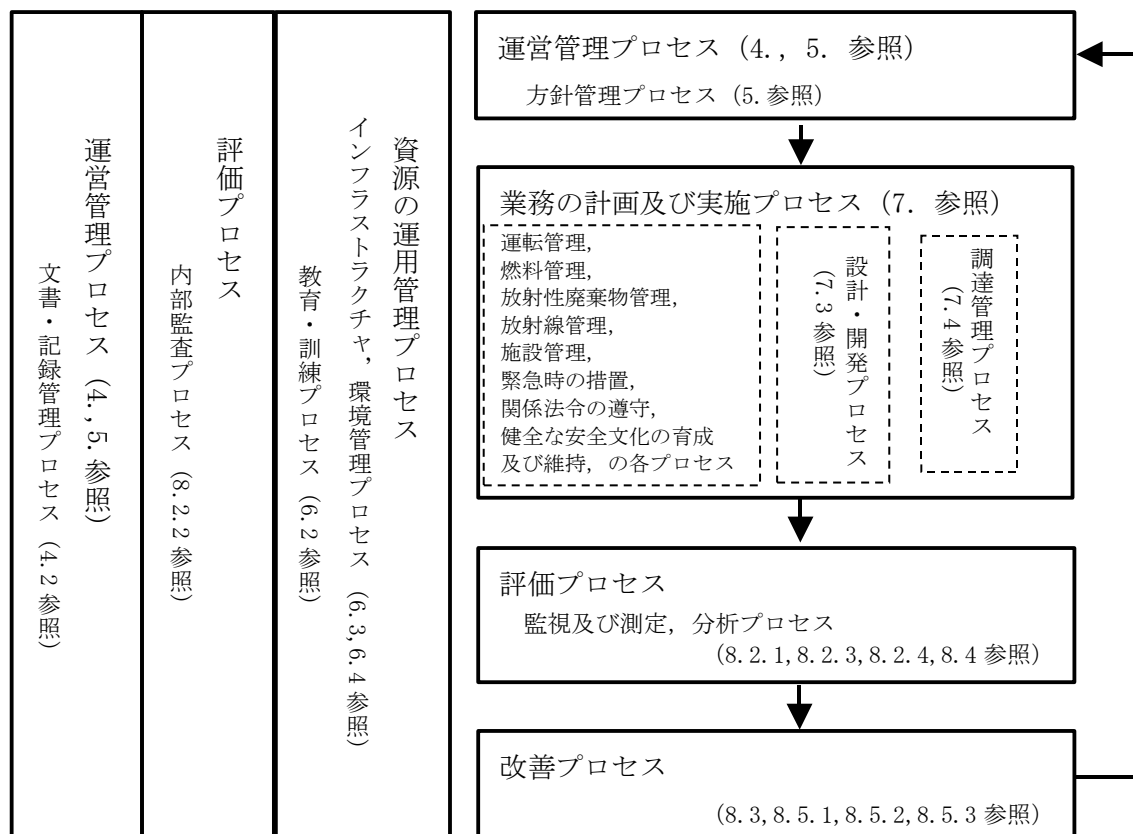 運営管理プロセス (4., 5. 参照)
文書・記録管理プロセス (4.2参照)
評価プロセス
内部監査プロセス (8.2.2参照)
資源の運用管理プロセス
インフラストラクチャ, 環境管理プロセス (6.3,6.4参照)
教育・訓練プロセス (6.2参照)
運営管理プロセス (4., 5. 参照)
方針管理プロセス (5.参照)
業務の計画及び実施プロセス (7. 参照)
運転管理,
燃料管理,
放射性廃棄物管理,
放射線管理,
施設管理,
緊急時の措置,
関係法令の遵守,
健全な安全文化の育成
及び維持, の各プロセス
設計・開発プロセス
(7.3参照)
調達管理プロセス
(7.4参照)
評価プロセス
監視及び測定, 分析プロセス
(8.2.1,8.2.3,8.2.4,8.4参照)
改善プロセス
(8.3,8.5.1,8.5.2,8.5.3参照)